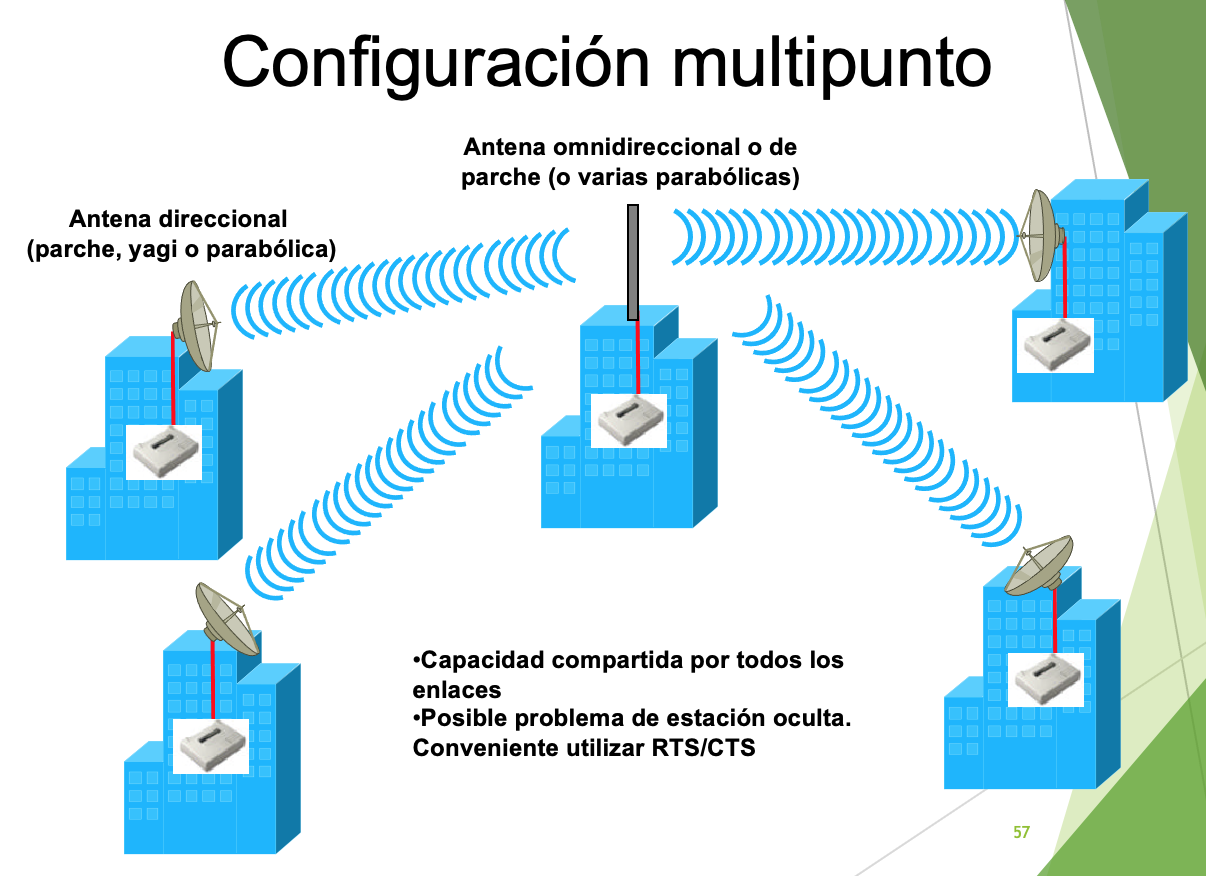 Configuración multipunto
Antena omnidireccional o de
parche (o varias parabólicas)
Antena direccional
(parche, yagi o parabólica)
•Capacidad compartida por todos los
enlaces
•Posible problema de estación oculta.
Conveniente utilizar RTS/CTS
57